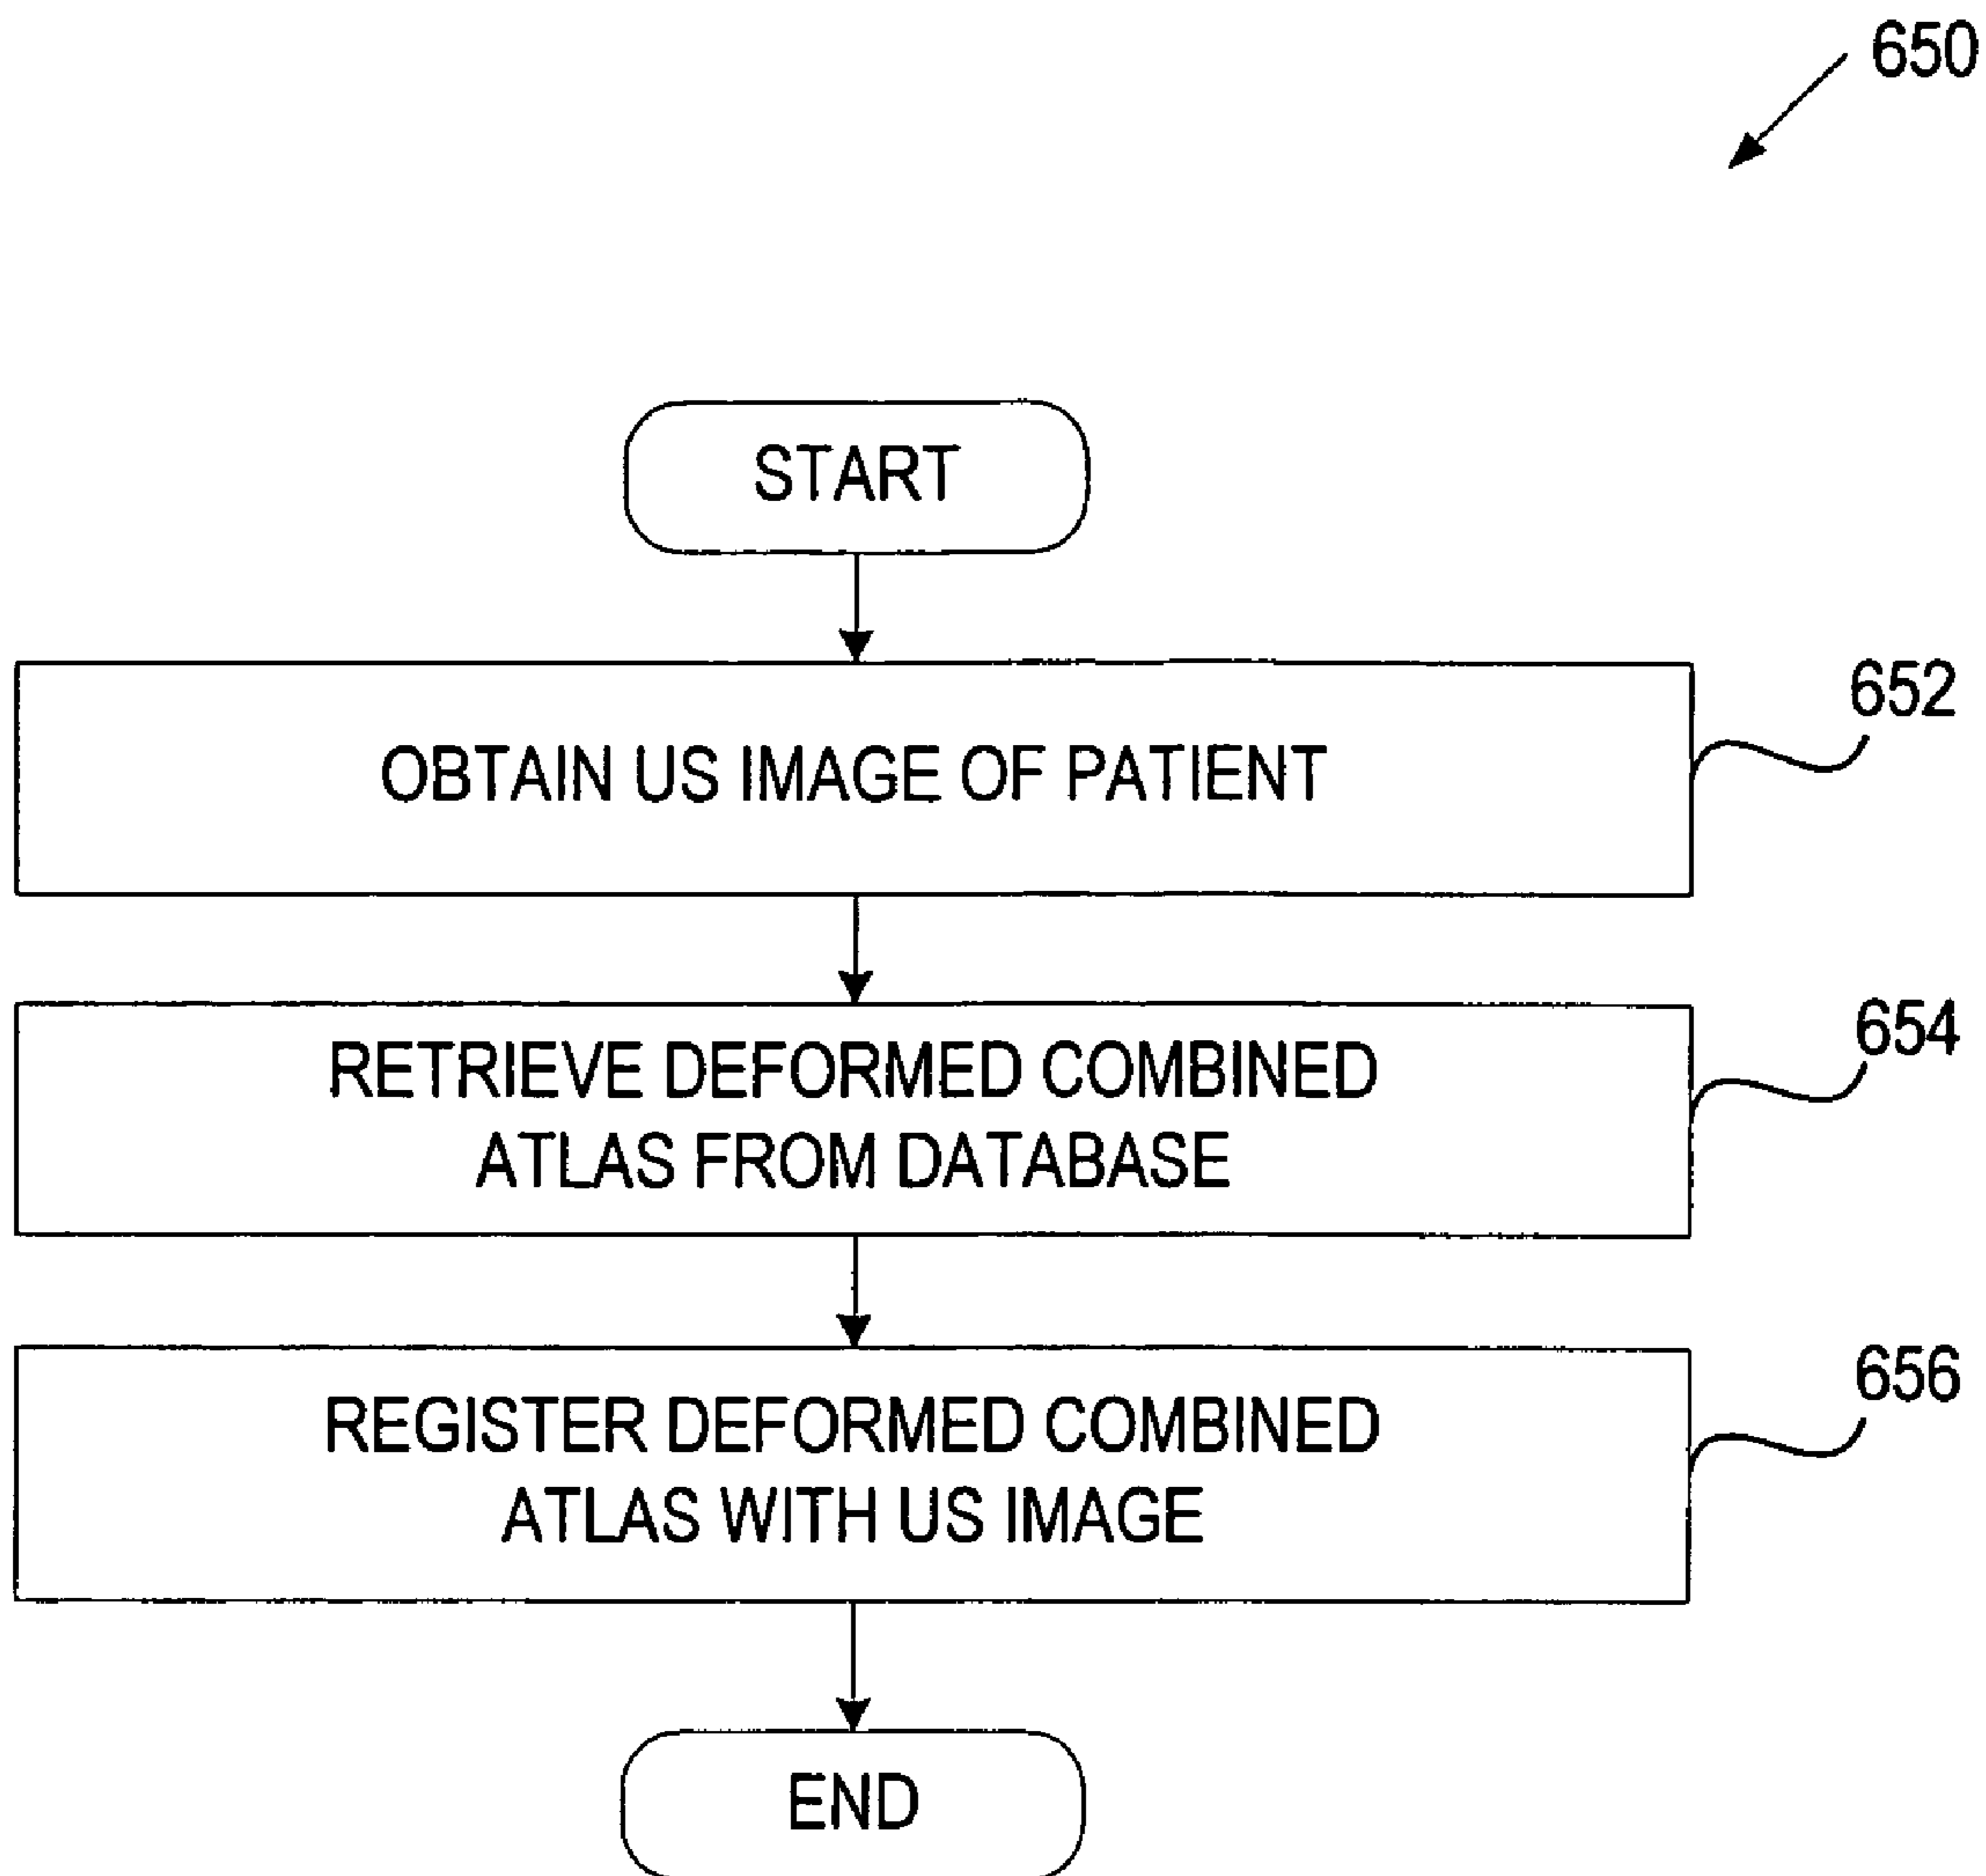 650
START
652
OBTAIN US IMAGE OF PATIENT
654
RETRIEVE DEFORMED COMBINED
ATLAS FROM DATABASE
656
REGISTER DEFORMED COMBINED
ATLAS WITH US IMAGE
END